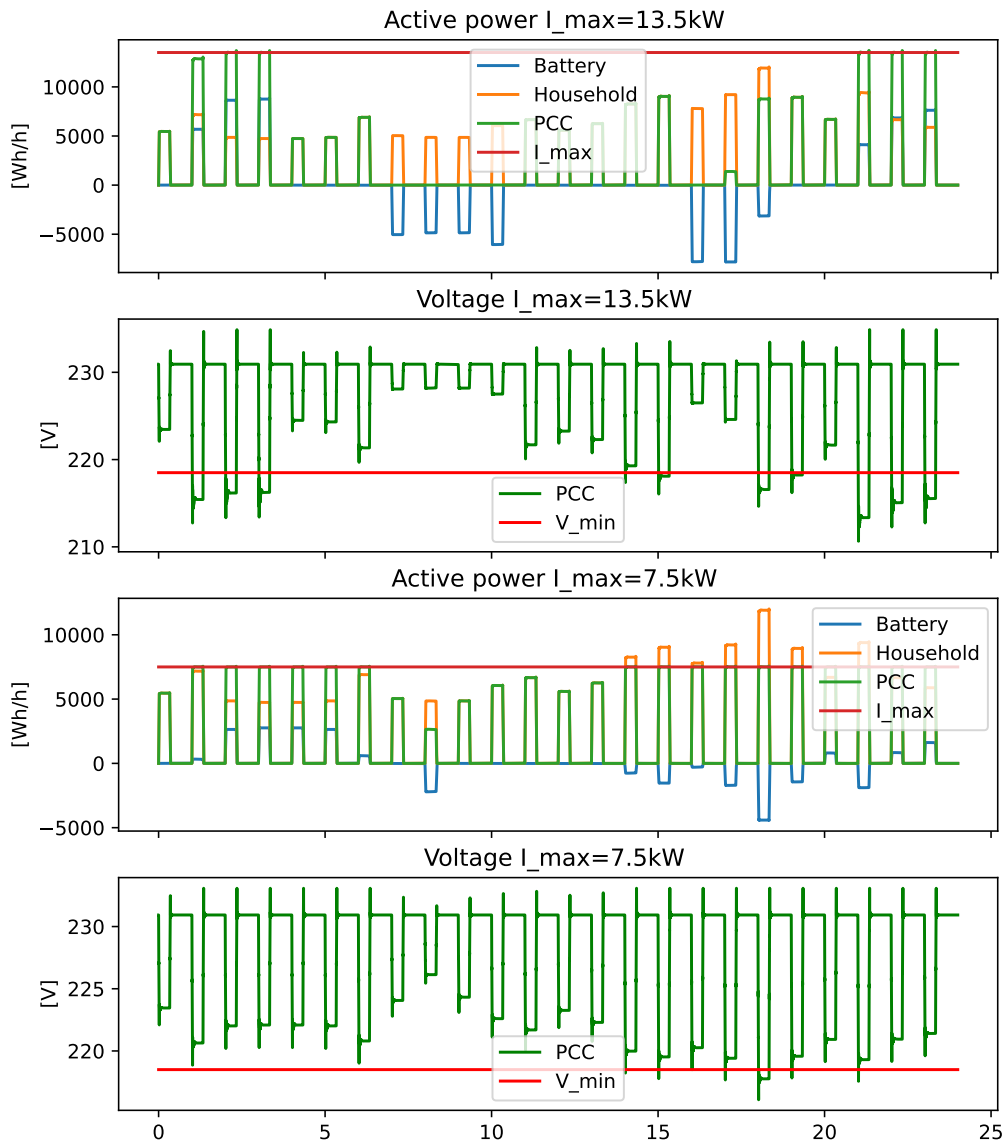 Active power I_max=13.5kW
10000
5000
0
−5000
[Wh/h]
Battery
Household
PCC
I_max
Voltage I_max=13.5kW
230
220
210
[V]
PCC
V_min
Active power I_max=7.5kW
10000
5000
0
−5000
[Wh/h]
Battery
Household
PCC
I_max
Voltage I_max=7.5kW
230
225
220
[V]
PCC
V_min
0 5 10 15 20 25